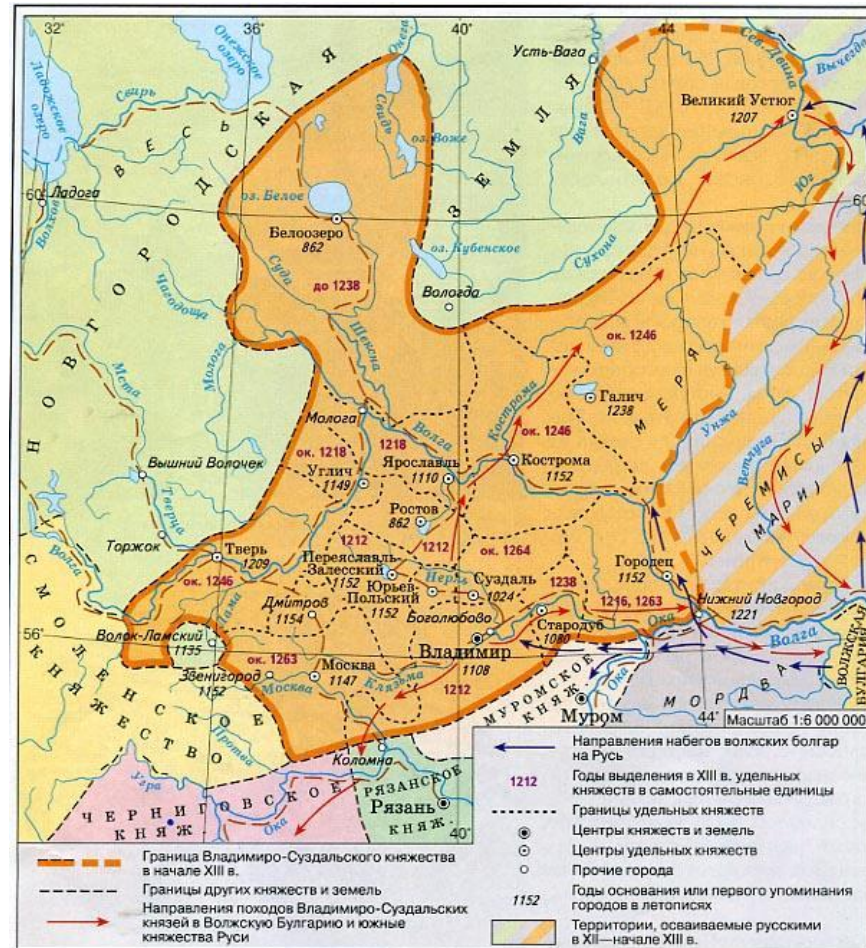 32°
36°
40°
44°
Ладожское
озеро
Онежское
озеро
Онега
Усть-Вага
Сев. Двина
Вычегда
Свирь
Свидь
Вага
Великий Устюг
1207
оз. Воже
Юг
60°
60°
Ладога
Волхов
ВЕСЬ
НОВГОРОДСКАЯ
ЗЕМЛЯ
оз. Белое
Белоозеро
862
оз. Кубенское
Сухона
Суда
до 1238
Вологда
Чагодоща
Шексна
ок. 1246
Мста
Молога
Галич
1238
МЕРЯ
Кострома
Унжа
Ветлуга
Молога
1218
Волга
ок. 1246
ок. 1218
Вышний Волочек
Углич
1149
Ярославль
1110
Кострома
1152
ЧЕРЕМИСЫ
(МАРИ)
Тверца
Ростов
862
Торжок
Волга
Тверь
1209
1212
1212
ок. 1264
Переяславль-
Залесский
1152
Городец
1152
Нерль
Суздаль
1024
1238
ок. 1246
Юрьев-
Польский
1152
1216, 1263
Нижний Новгород
1221
Дмитров
1154
Лама
Боголюбово
Стародуб
1080
Ока
56°
Волок-Ламский
1135
Владимир
1108
Волга
ок. 1263
Звенигород
1152
Москва
1147
Москва
Клязьма
1212
СМОЛЕНСКОЕ
КНЯЖЕСТВО
МУРОМСКОЕ
КНЯЖ.
Ока
Муром
МОРДВА
44°
Протва
Коломна
Угра
ЧЕРНИГОВСКОЕ
КНЯЖ.
Ока
РЯЗАНСКОЕ
Рязань
КНЯЖ.
40°
Масштаб 1:6 000 000
Направления набегов волжских болгар
на Русь
1212
Годы выделения в XIII в. удельных
княжеств в самостоятельные единицы
Границы удельных княжеств
Центры княжеств и земель
Центры удельных княжеств
Прочие города
1152
Годы основания или первого упоминания
городов в летописях
Территории, осваиваемые русскими
в XII—начале XIII в.
Граница Владимиро-Суздальского княжества
в начале XIII в.
Границы других княжеств и земель
Направления походов Владимиро-Суздальских
князей в Волжскую Булгарию и южные
княжества Руси